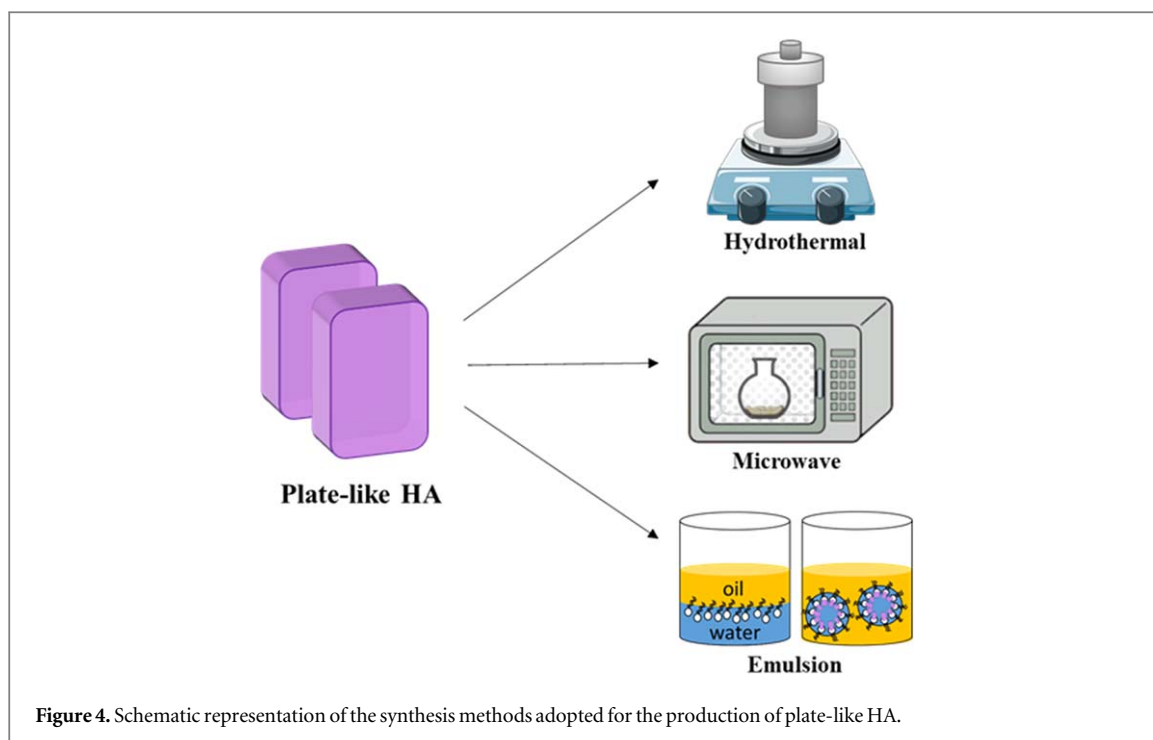 Hydrothermal
Plate-like HA
Microwave
oil
water
Emulsion
Figure 4. Schematic representation of the synthesis methods adopted for the production of plate-like HA.